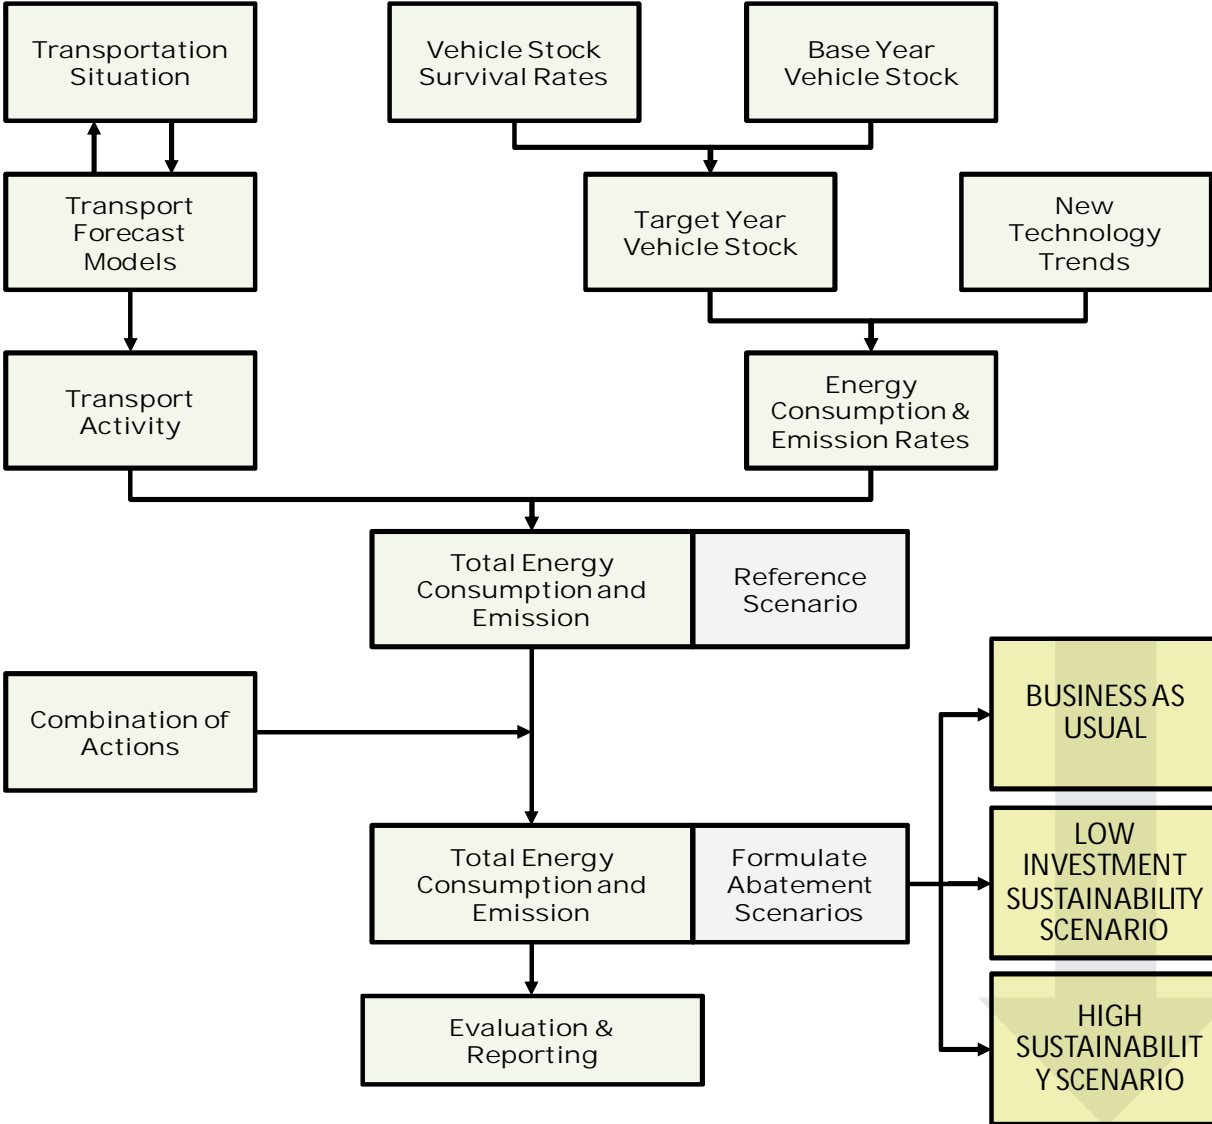 Transportation
Situation
Vehicle Stock
Survival Rates
Base Year
Vehicle Stock
Transport
Forecast
Models
Target Year
Vehicle Stock
New
Technology
Trends
Transport
Activity
Energy
Consumption &
Emission Rates
Total Energy
Consumption and
Emission
Reference
Scenario
Combination of
Actions
BUSINESS AS
USUAL
Total Energy
Consumption and
Emission
Formulate
Abatement
Scenarios
LOW
INVESTMENT
SUSTAINABILITY
SCENARIO
Evaluation &
Reporting
HIGH
SUSTAINABILIT
Y SCENARIO